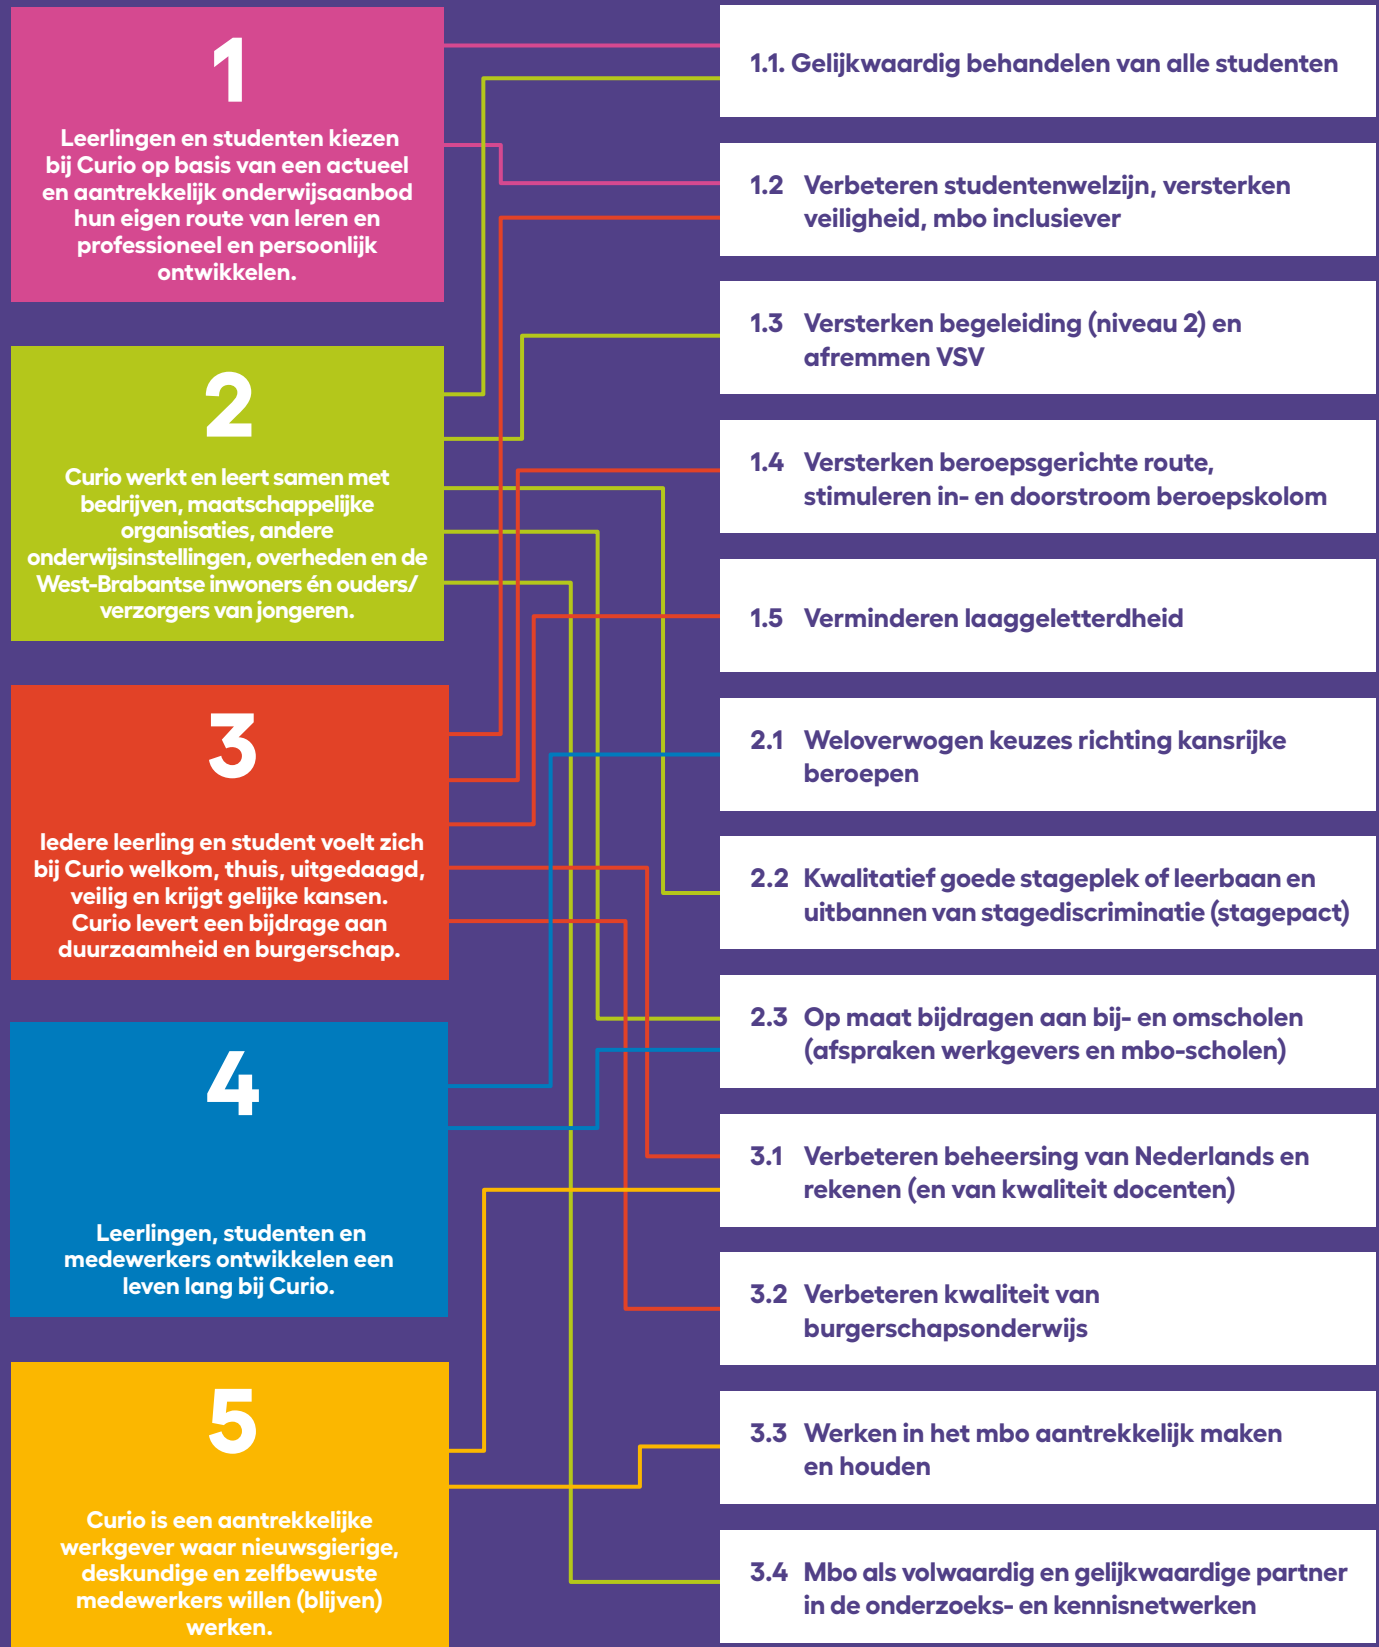 1
Leerlingen en studenten kiezen
bij Curio op basis van een actueel
en aantrekkelijk onderwijsaanbod
hun eigen route van leren en
professioneel en persoonlijk
ontwikkelen.
2
Curio werkt en leert samen met
bedrijven, maatschappelijke
organisaties, andere
onderwijsinstellingen, overheden en de
West-Brabantse inwoners én ouders/
verzorgers van jongeren.
3
Iedere leerling en student voelt zich
bij Curio welkom, thuis, uitgedaagd,
veilig en krijgt gelijke kansen.
Curio levert een bijdrage aan
duurzaamheid en burgerschap.
4
Leerlingen, studenten en
medewerkers ontwikkelen een
leven lang bij Curio.
5
Curio is een aantrekkelijke
werkgever waar nieuwsgierige,
deskundige en zelfbewuste
medewerkers willen (blijven)
werken.
1.1. Gelijkwaardig behandelen van alle studenten
1.2 Verbeteren studentenwelzijn, versterken
veiligheid, mbo inclusiever
1.3 Versterken begeleiding (niveau 2) en
afremmen VSV
1.4 Versterken beroepsgerichte route,
stimuleren in- en doorstroom beroepskolom
1.5 Verminderen laaggeletterdheid
2.1 Weloverwogen keuzes richting kansrijke
beroepen
2.2 Kwalitatief goede stageplek of leerbaan en
uitbannen van stagediscriminatie (stagepact)
2.3 Op maat bijdragen aan bij- en omscholen
(afspraken werkgevers en mbo-scholen)
3.1 Verbeteren beheersing van Nederlands en
rekenen (en van kwaliteit docenten)
3.2 Verbeteren kwaliteit van
burgerschapsonderwijs
3.3 Werken in het mbo aantrekkelijk maken
en houden
3.4 Mbo als volwaardig en gelijkwaardige partner
in de onderzoeks- en kennisnetwerken